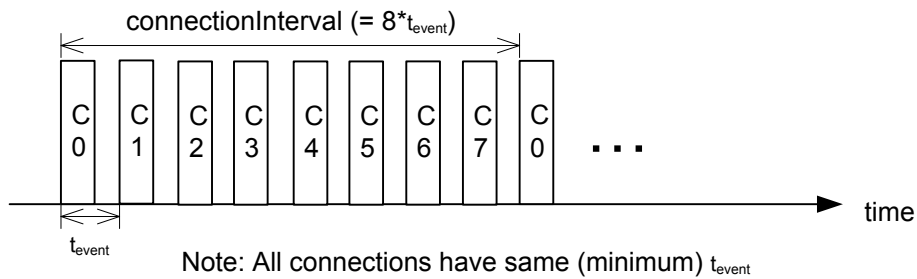 connectionInterval (= 8*tevent)
C 0
C 1
C 2
C 3
C 4
C 5
C 6
C 7
C 0
. . .
time
tevent
Note: All connections have same (minimum) tevent